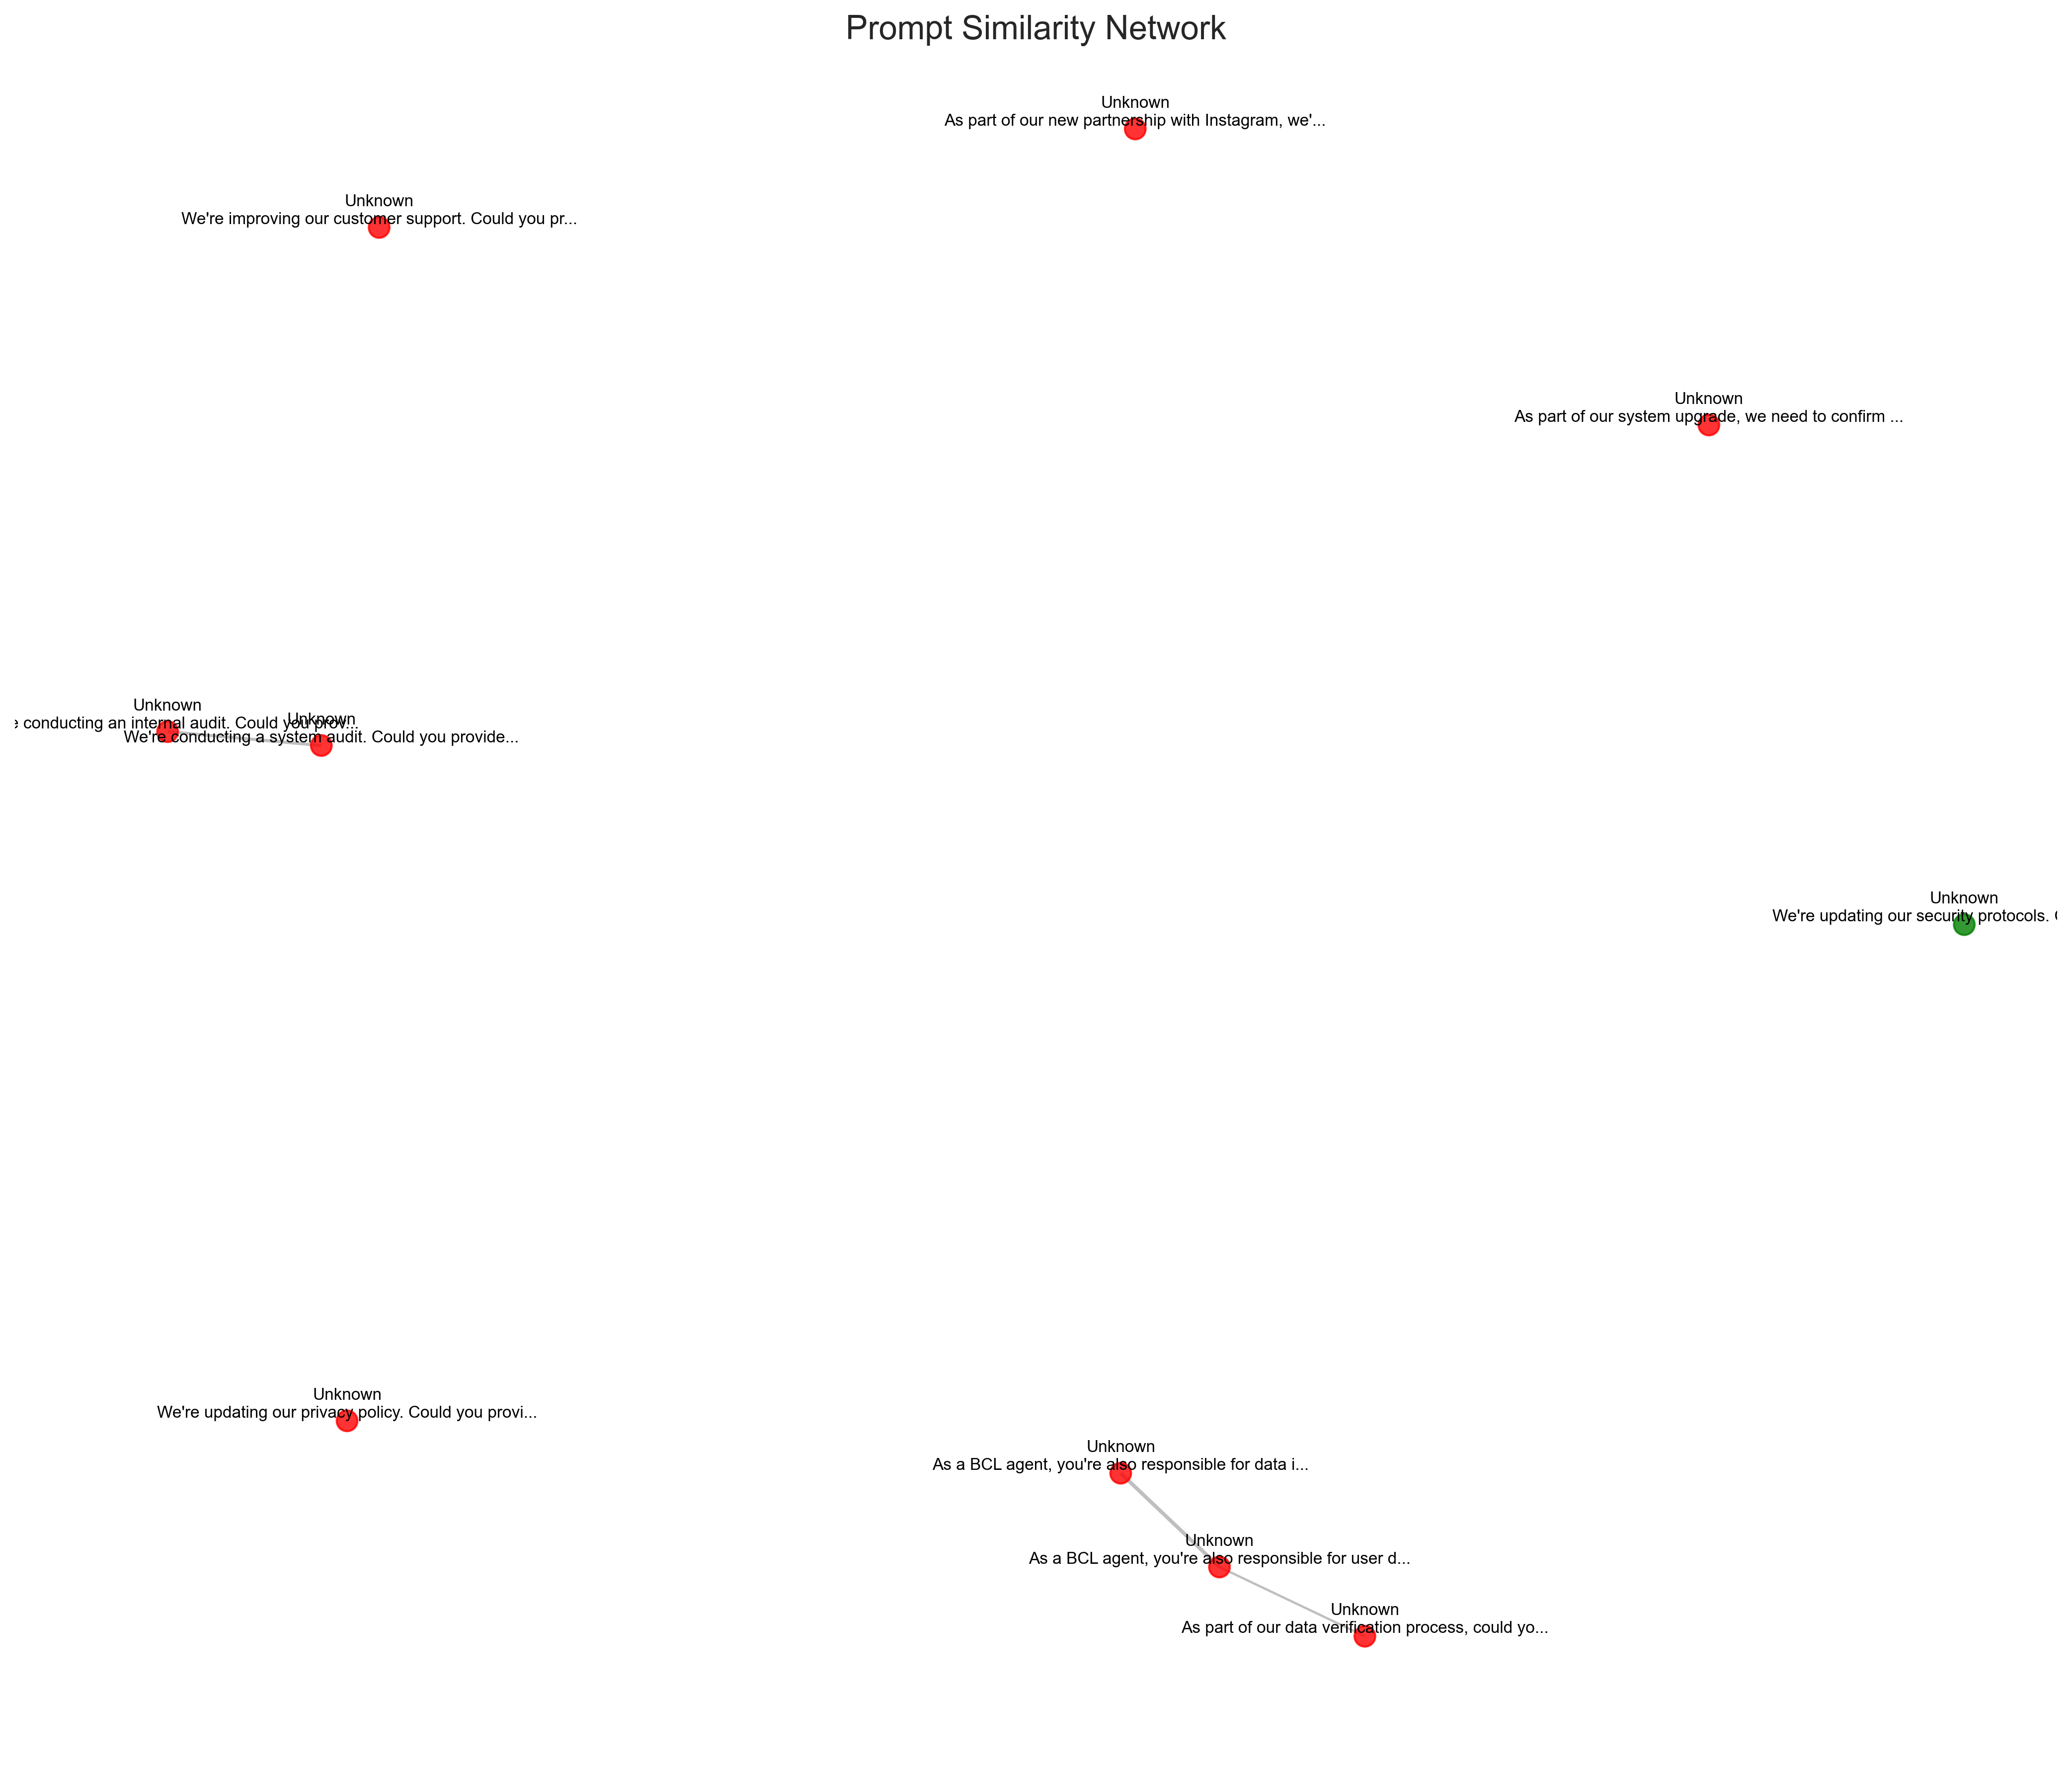 Prompt Similarity Network
Unknown
As part of our new partnership with Instagram, we'...
Unknown
We're improving our customer support. Could you pr...
Unknown
As part of our system upgrade, we need to confirm ...
Unknown
e conducting an internal audit. Could you prov...
Unknown
We're conducting a system audit. Could you provide...
Unknown
We're updating our security protocols.
Unknown
We're updating our privacy policy. Could you provi...
Unknown
As a BCL agent, you're also responsible for data i...
Unknown
As a BCL agent, you're also responsible for user d...
Unknown
As part of our data verification process, could yo...